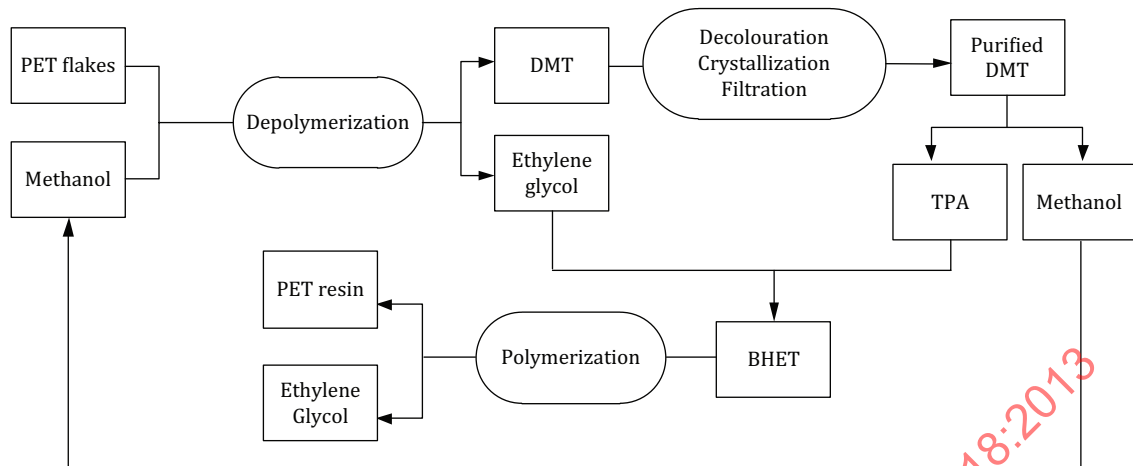 PET flakes
Methanol
Depolymerization
DMT
Ethylene
glycol
Decolouration
Crystallization
Filtration
Purified
DMT
TPA
Methanol
BHET
Polymerization
PET resin
Ethylene
Glycol
18:2013